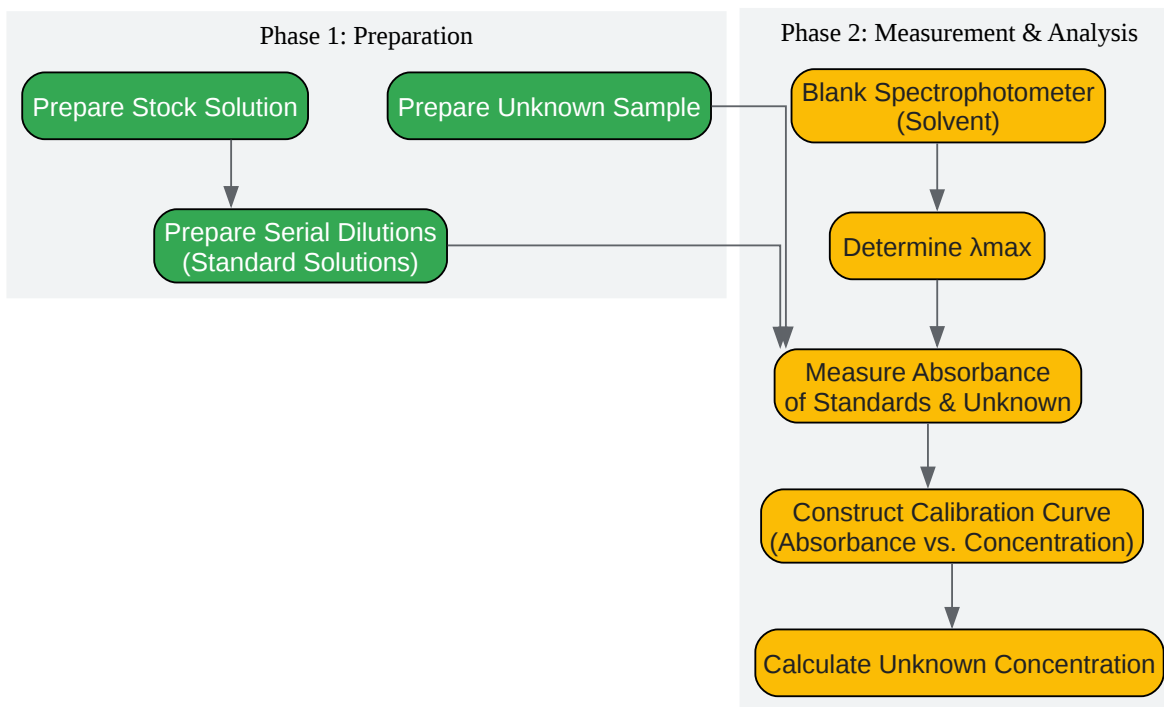 Phase 1: Preparation
Prepare Stock Solution
Prepare Unknown Sample
Prepare Serial Dilutions
(Standard Solutions)
Phase 2: Measurement & Analysis
Blank Spectrophotometer
(Solvent)
Determine λmax
Measure Absorbance
of Standards & Unknown
Construct Calibration Curve
(Absorbance vs. Concentration)
Calculate Unknown Concentration